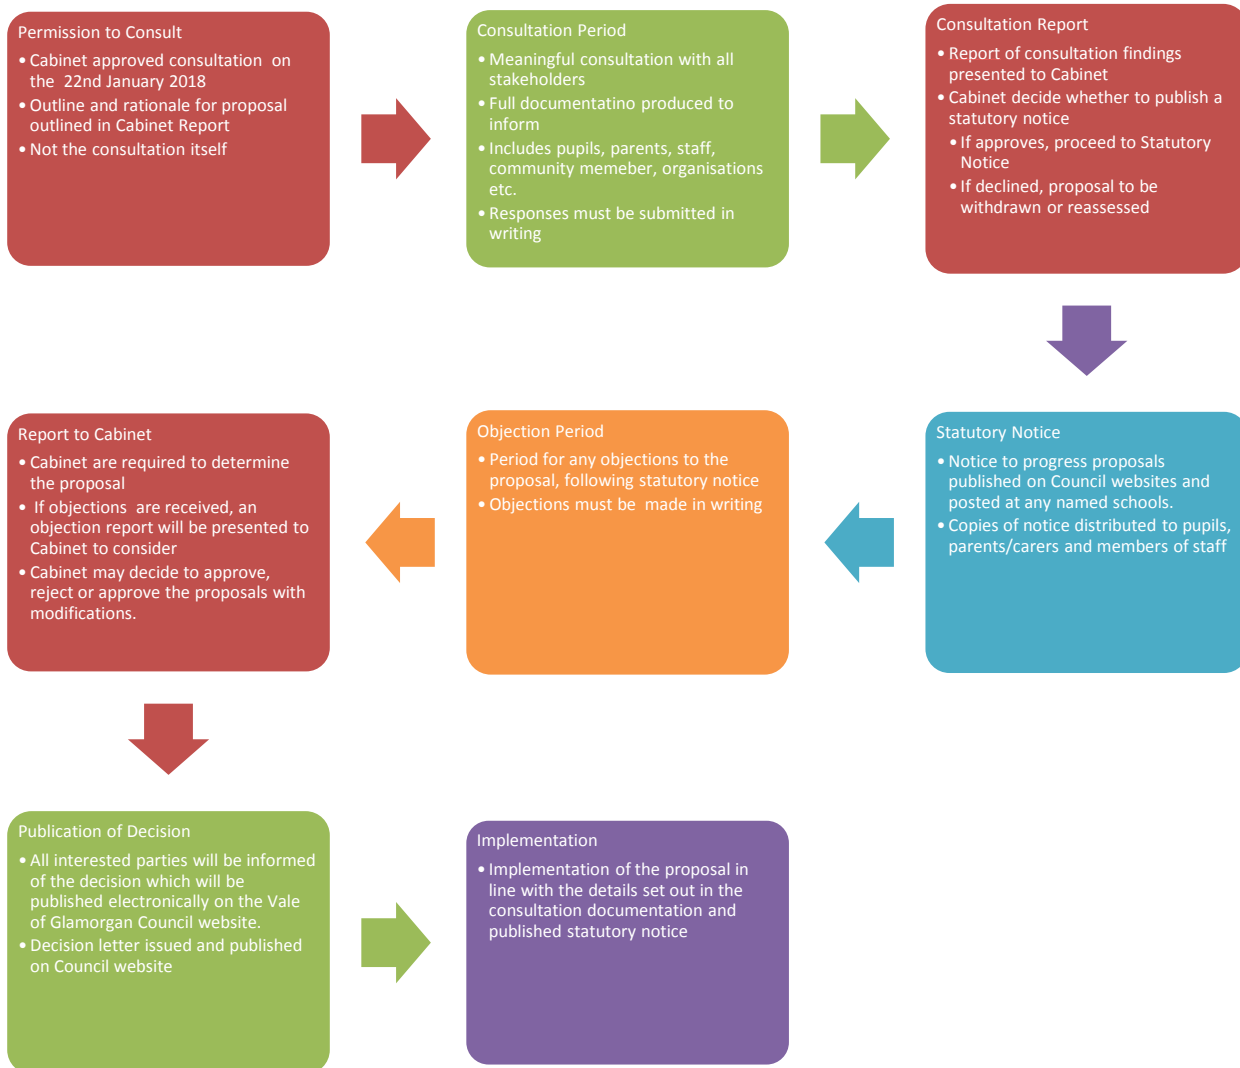 Permission to Consult
• Cabinet approved consultation on
the 22nd January 2018
• Outline and rationale for proposal
outlined in Cabinet Report
• Not the consultation itself
Consultation Period
• Meaningful consultation with all
stakeholders
• Full documentatino produced to
inform
• Includes pupils, parents, staff,
community memeber, organisations
etc.
• Responses must be submitted in
writing
Consultation Report
• Report of consultation findings
presented to Cabinet
• Cabinet decide whether to publish a
statutory notice
• If approves, proceed to Statutory
Notice
• If declined, proposal to be
withdrawn or reassessed
Statutory Notice
• Notice to progress proposals
published on Council websites and
posted at any named schools.
• Copies of notice distributed to pupils,
parents/carers and members of staff
Objection Period
• Period for any objections to the
proposal, following statutory notice
• Objections must be made in writing
Report to Cabinet
• Cabinet are required to determine
the proposal
• If objections are received, an
objection report will be presented to
Cabinet to consider
• Cabinet may decide to approve,
reject or approve the proposals with
modifications.
Publication of Decision
• All interested parties will be informed
of the decision which will be
published electronically on the Vale
of Glamorgan Council website.
• Decision letter issued and published
on Council website
Implementation
• Implementation of the proposal in
line with the details set out in the
consultation documentation and
published statutory notice